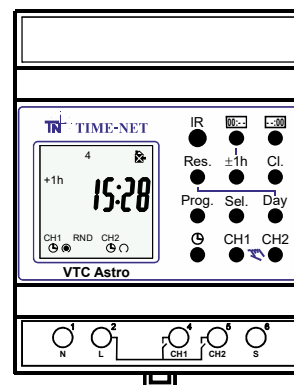 IR 00:-- --:00
TN TIME-NET
4
Res. ±1h Cl.
+1h
15:28
Prog. Sel. Day
CH1 RND CH2
CH1 CH2
VTC Astro
1 2 4 5 6
N L CH1 CH2 S